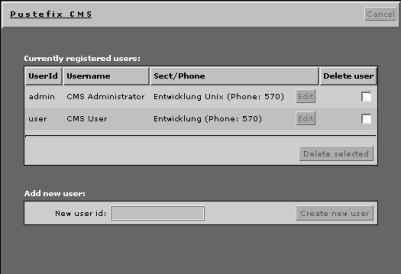 Pustefix CMS
Cancel
Currently registered users:
UserId Username Sect/Phone Delete user
admin CMS Administrator Entwicklung Unix (Phone: 570) Edit
user CMS User Entwicklung (Phone: 570) Edit
Delete selected
Add new user:
New user id: Create new user